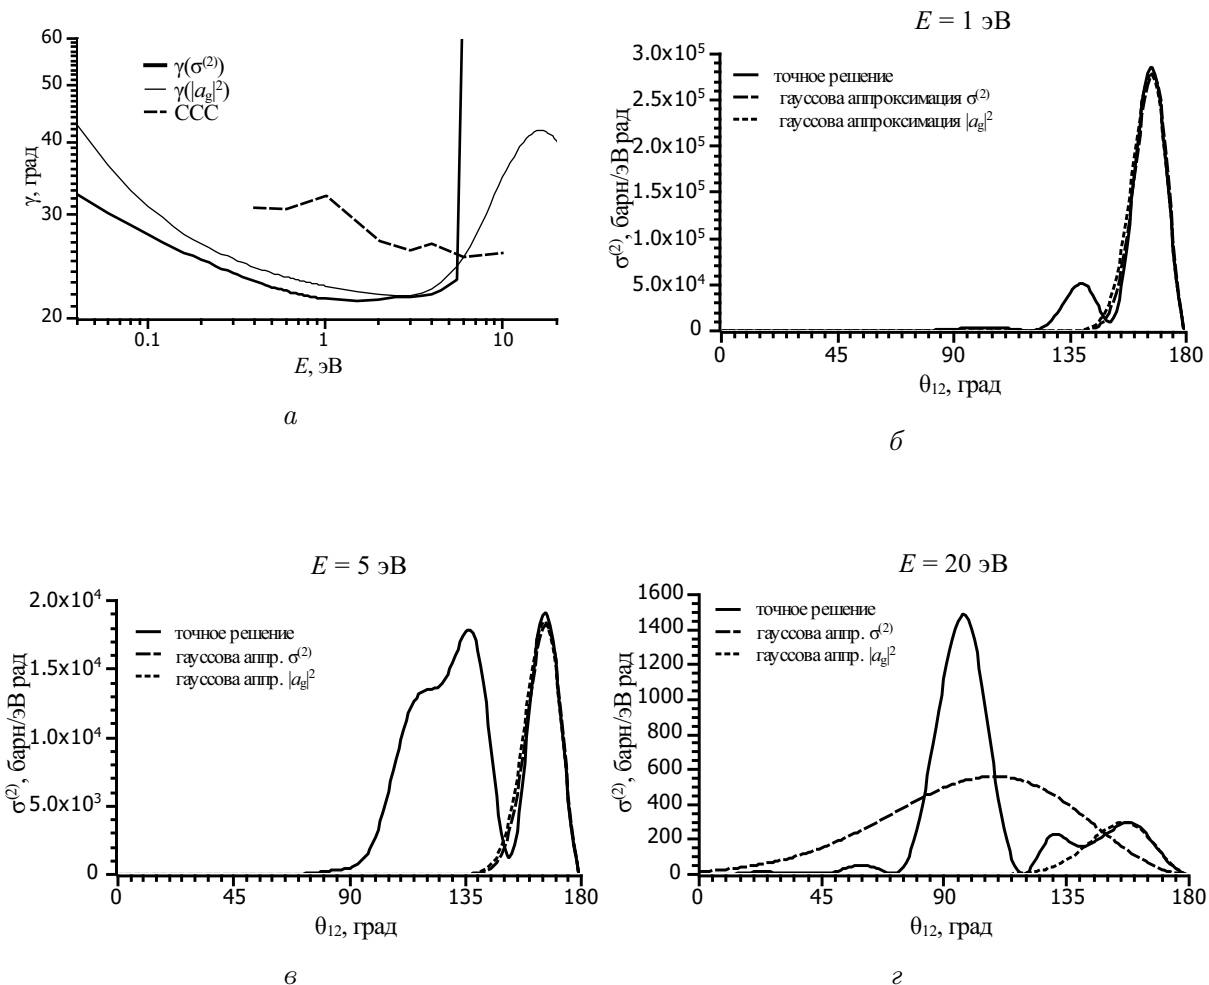 60
50
40
30
20
γ, град
γ(σ⁽²⁾)
γ(|a_g|²)
CCC
0.1
1
10
E, эВ
а
E = 1 эВ
3.0x10⁵
2.5x10⁵
2.0x10⁵
1.5x10⁵
1.0x10⁵
5.0x10⁴
0
σ⁽²⁾, барн/эВ рад
точное решение
гауссова аппроксимация σ⁽²⁾
гауссова аппроксимация |a_g|²
0
45
90
135
180
θ₁₂, град
б
E = 5 эВ
2.0x10⁴
1.5x10⁴
1.0x10⁴
5.0x10³
0
σ⁽²⁾, барн/эВ рад
точное решение
гауссова аппр. σ⁽²⁾
гауссова аппр. |a_g|²
0
45
90
135
180
θ₁₂, град
в
E = 20 эВ
1600
1400
1200
1000
800
600
400
200
0
σ⁽²⁾, барн/эВ рад
точное решение
гауссова аппр. σ⁽²⁾
гауссова аппр. |a_g|²
0
45
90
135
180
θ₁₂, град
г